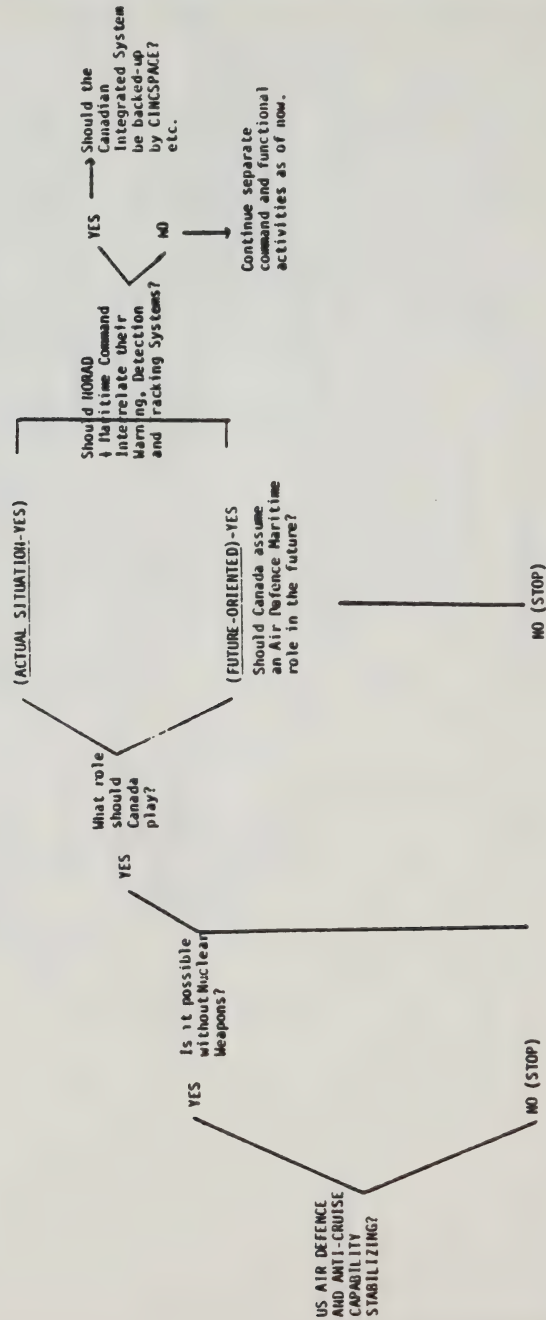 US AIR DEFENCE
AND ANTI-CRUISE
CAPABILITY
STABILIZING?
YES
NO (STOP)
Is it possible
without Nuclear
Weapons?
YES
What role
should
Canada
play?
(ACTUAL SITUATION-YES)
(FUTURE-ORIENTED)-YES
Should Canada assume
an Air Defence Maritime
role in the future?
NO (STOP)
Should NORAD
+ Maritime Command
Interrelate their
Warning, Detection
and Tracking Systems?
YES
NO
Should the
Canadian
Integrated System
be backed-up
by CINCSPACE?
etc.
Continue separate
command and functional
activities as of now.